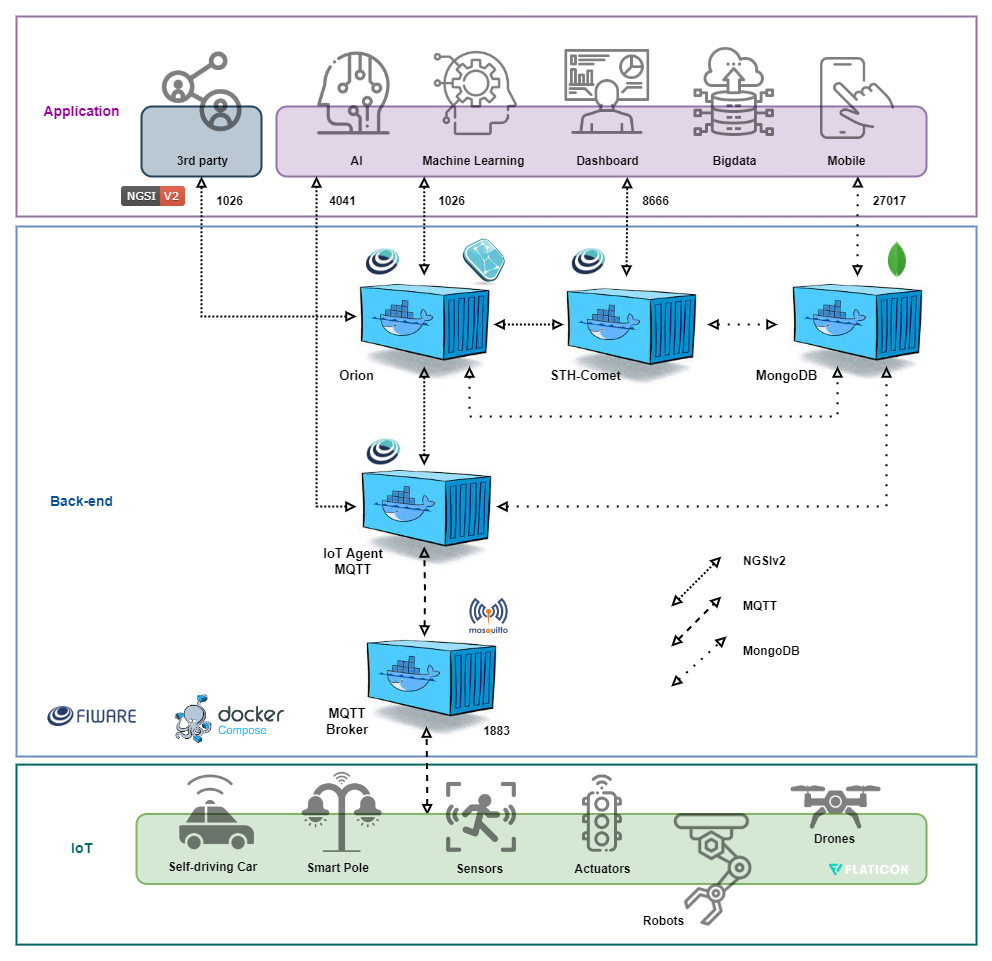 Application
3rd party
AI
Machine Learning
Dashboard
Bigdata
Mobile
NGSI V2
1026
4041
1026
8666
27017
Orion
STH-Comet
MongoDB
Back-end
IoT Agent
MQTT
NGSIv2
MQTT
MongoDB
mosquitto
FIWARE
docker
Compose
MQTT
Broker
1883
IoT
Self-driving Car
Smart Pole
Sensors
Actuators
Drones
FLATICON
Robots